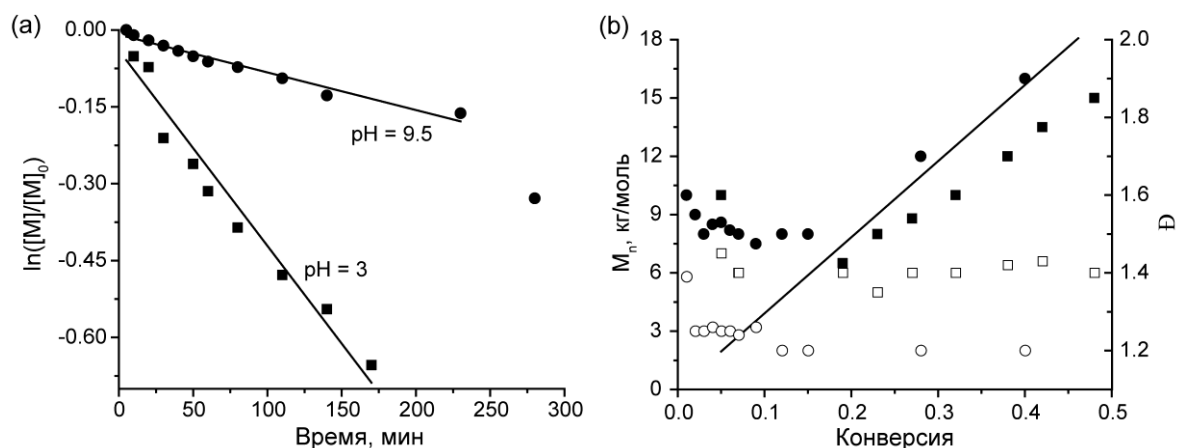 (a)
0.00
-0.15
-0.30
-0.45
-0.60
ln([M]/[M]₀)
pH = 9.5
pH = 3
0 50 100 150 200 250 300
Время, мин
(b)
18
15
12
9
6
3
0
Mₙ, кг/моль
2.0
1.8
1.6
1.4
1.2
Đ
0.0 0.1 0.2 0.3 0.4 0.5
Конверсия